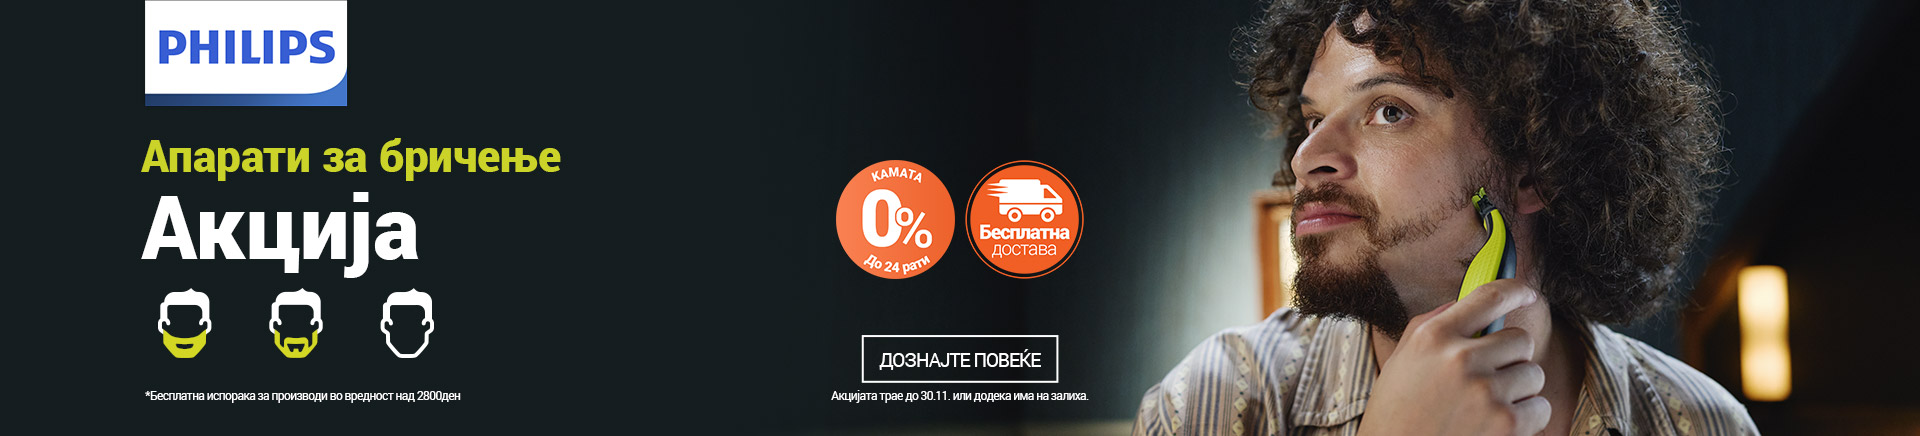 PHILIPS
Апарати за бричење
Акција
*Бесплатна испорака за производи во вредност над 2800ден
КАМАТА
0%
До 24 рати
Бесплатна
достава
ДОЗНАЈТЕ ПОВЕЌЕ
Акцијата трае до 30.11. или додека има на залиха.